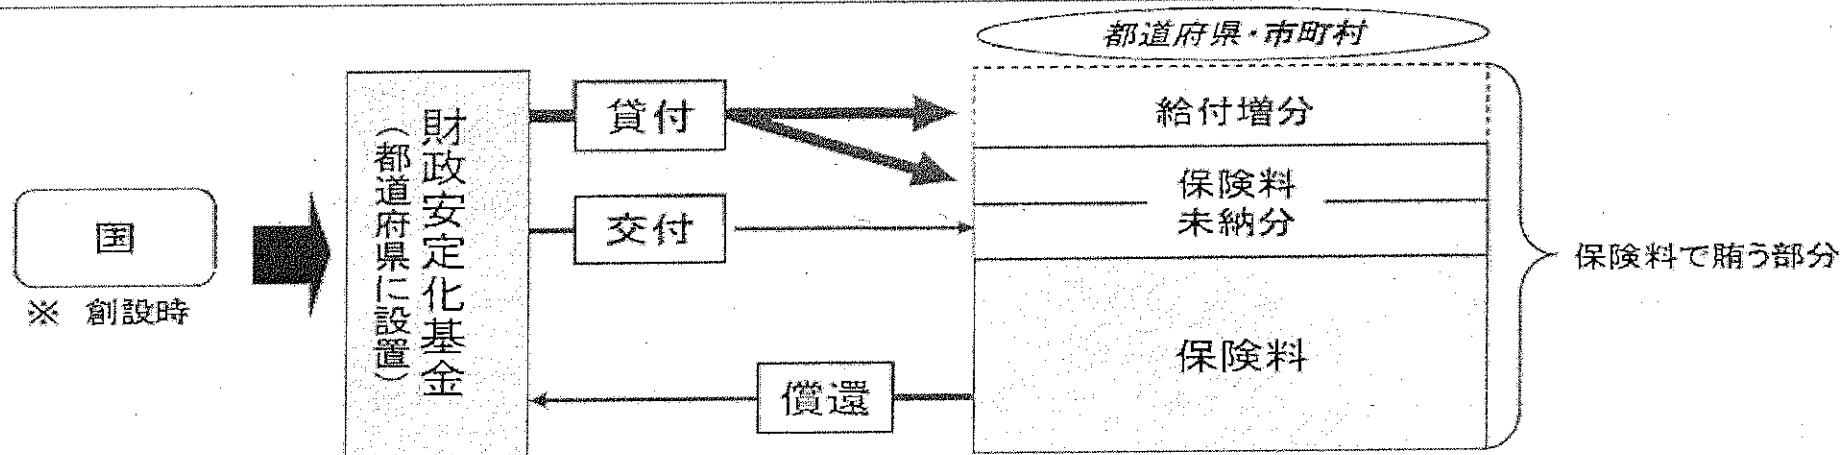 都道府県・市町村
国
※ 創設時
財政安定化基金
（都道府県に設置）
貸付
交付
償還
給付増分
保険料
未納分
保険料
保険料で賄う部分